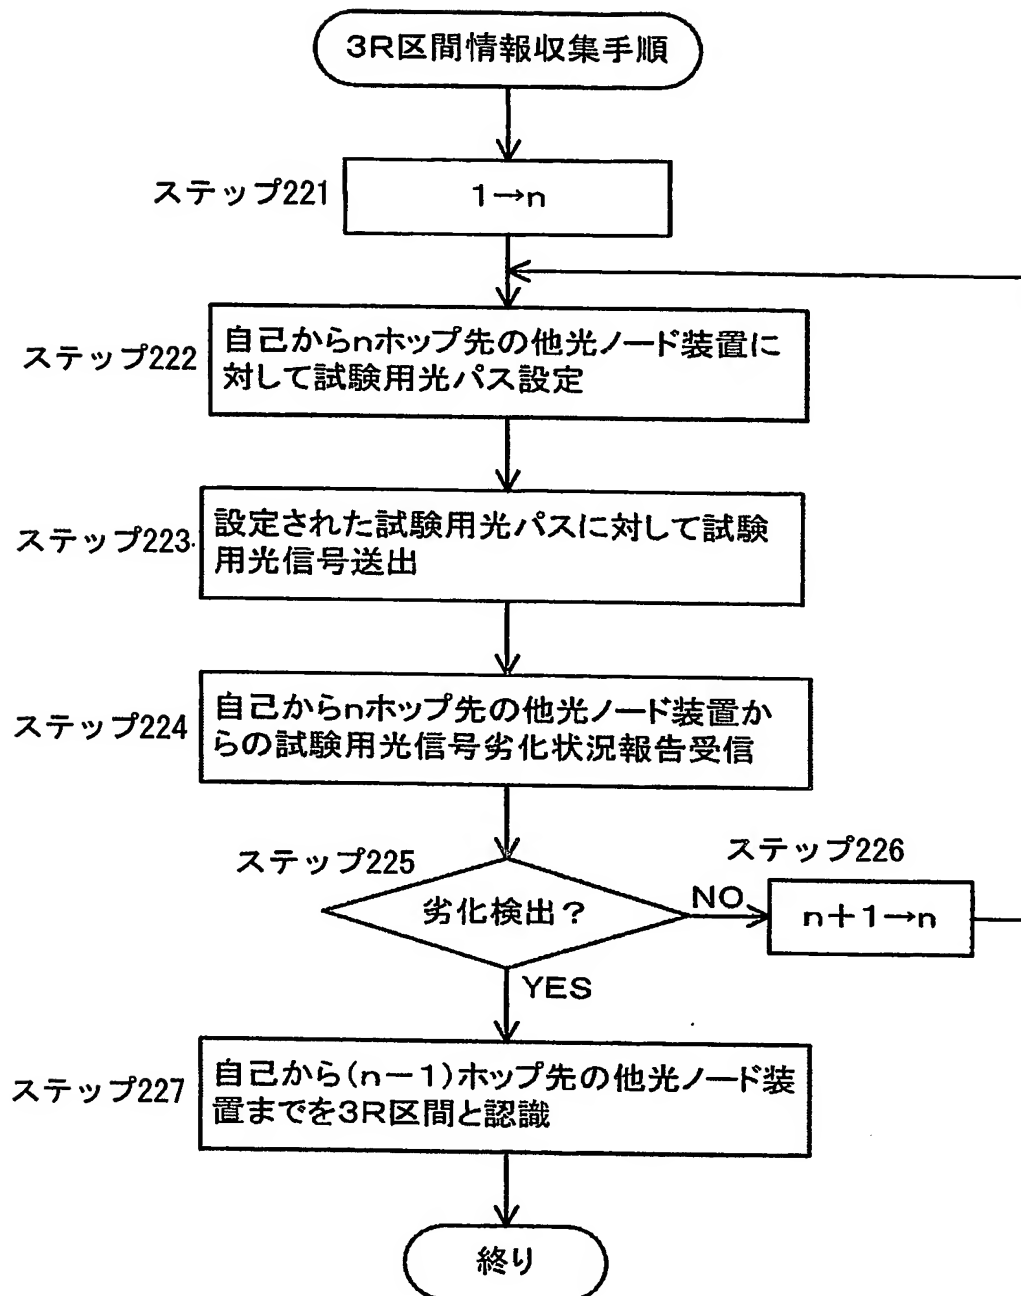 3R区間情報収集手順
ステップ221
1→n
ステップ222
自己からnホップ先の他光ノード装置に
対して試験用光パス設定
ステップ223
設定された試験用光パスに対して試験
用光信号送出
ステップ224
自己からnホップ先の他光ノード装置か
らの試験用光信号劣化状況報告受信
ステップ225
劣化検出?
NO
ステップ226
n+1→n
YES
ステップ227
自己から(n-1)ホップ先の他光ノード装
置までを3R区間と認識
終り